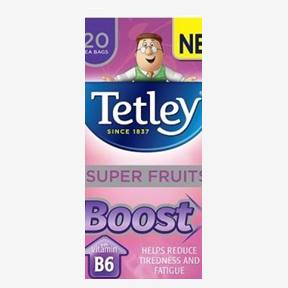 20
TEA BAGS
NE
Tetley
SINCE 1837
SUPER FRUITS
Boost
with
vitamin
B6
HELPS REDUCE
TIREDNESS AND
FATIGUE